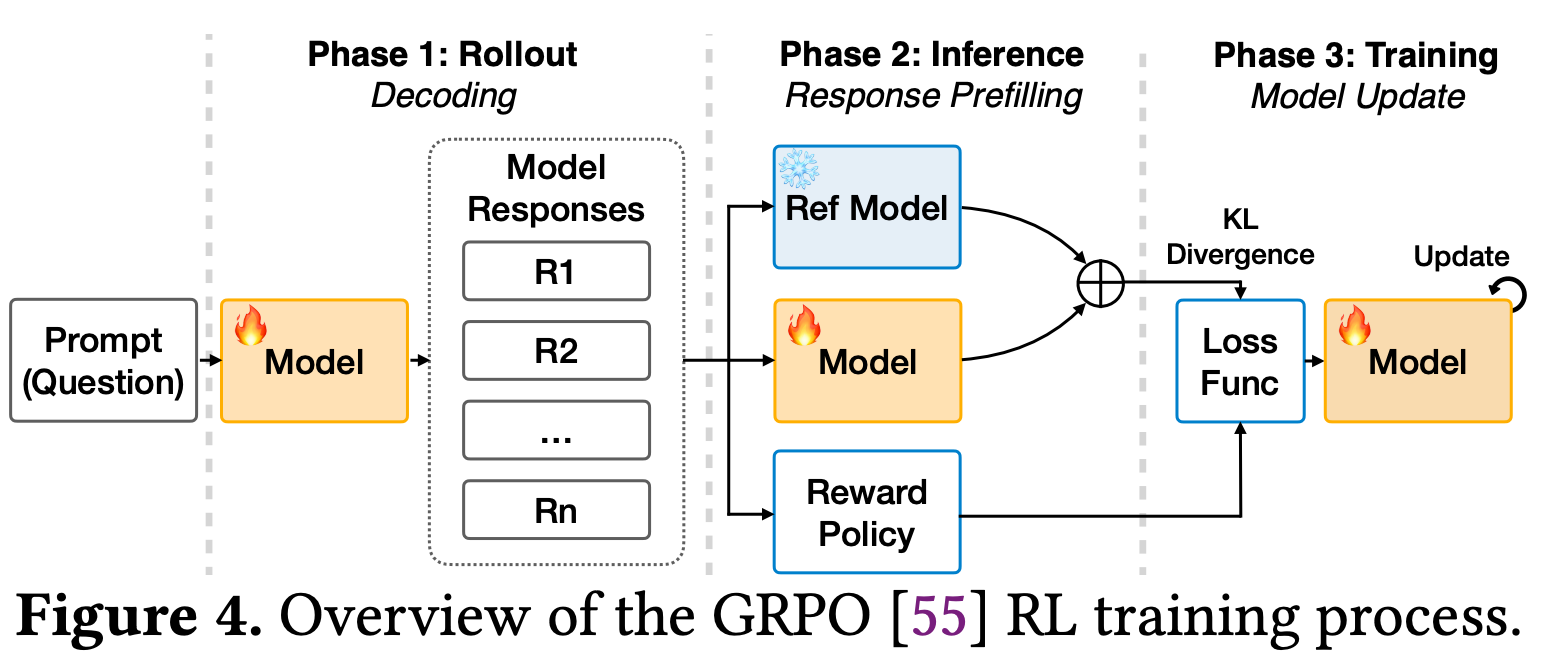 Phase 1: Rollout
Decoding
Phase 2: Inference
Response Prefilling
Phase 3: Training
Model Update
Prompt
(Question)
Model
Model
Responses
R1
R2
...
Rn
Ref Model
Model
Reward
Policy
KL
Divergence
Loss
Func
Update
Model
Figure 4. Overview of the GRPO [55] RL training process.